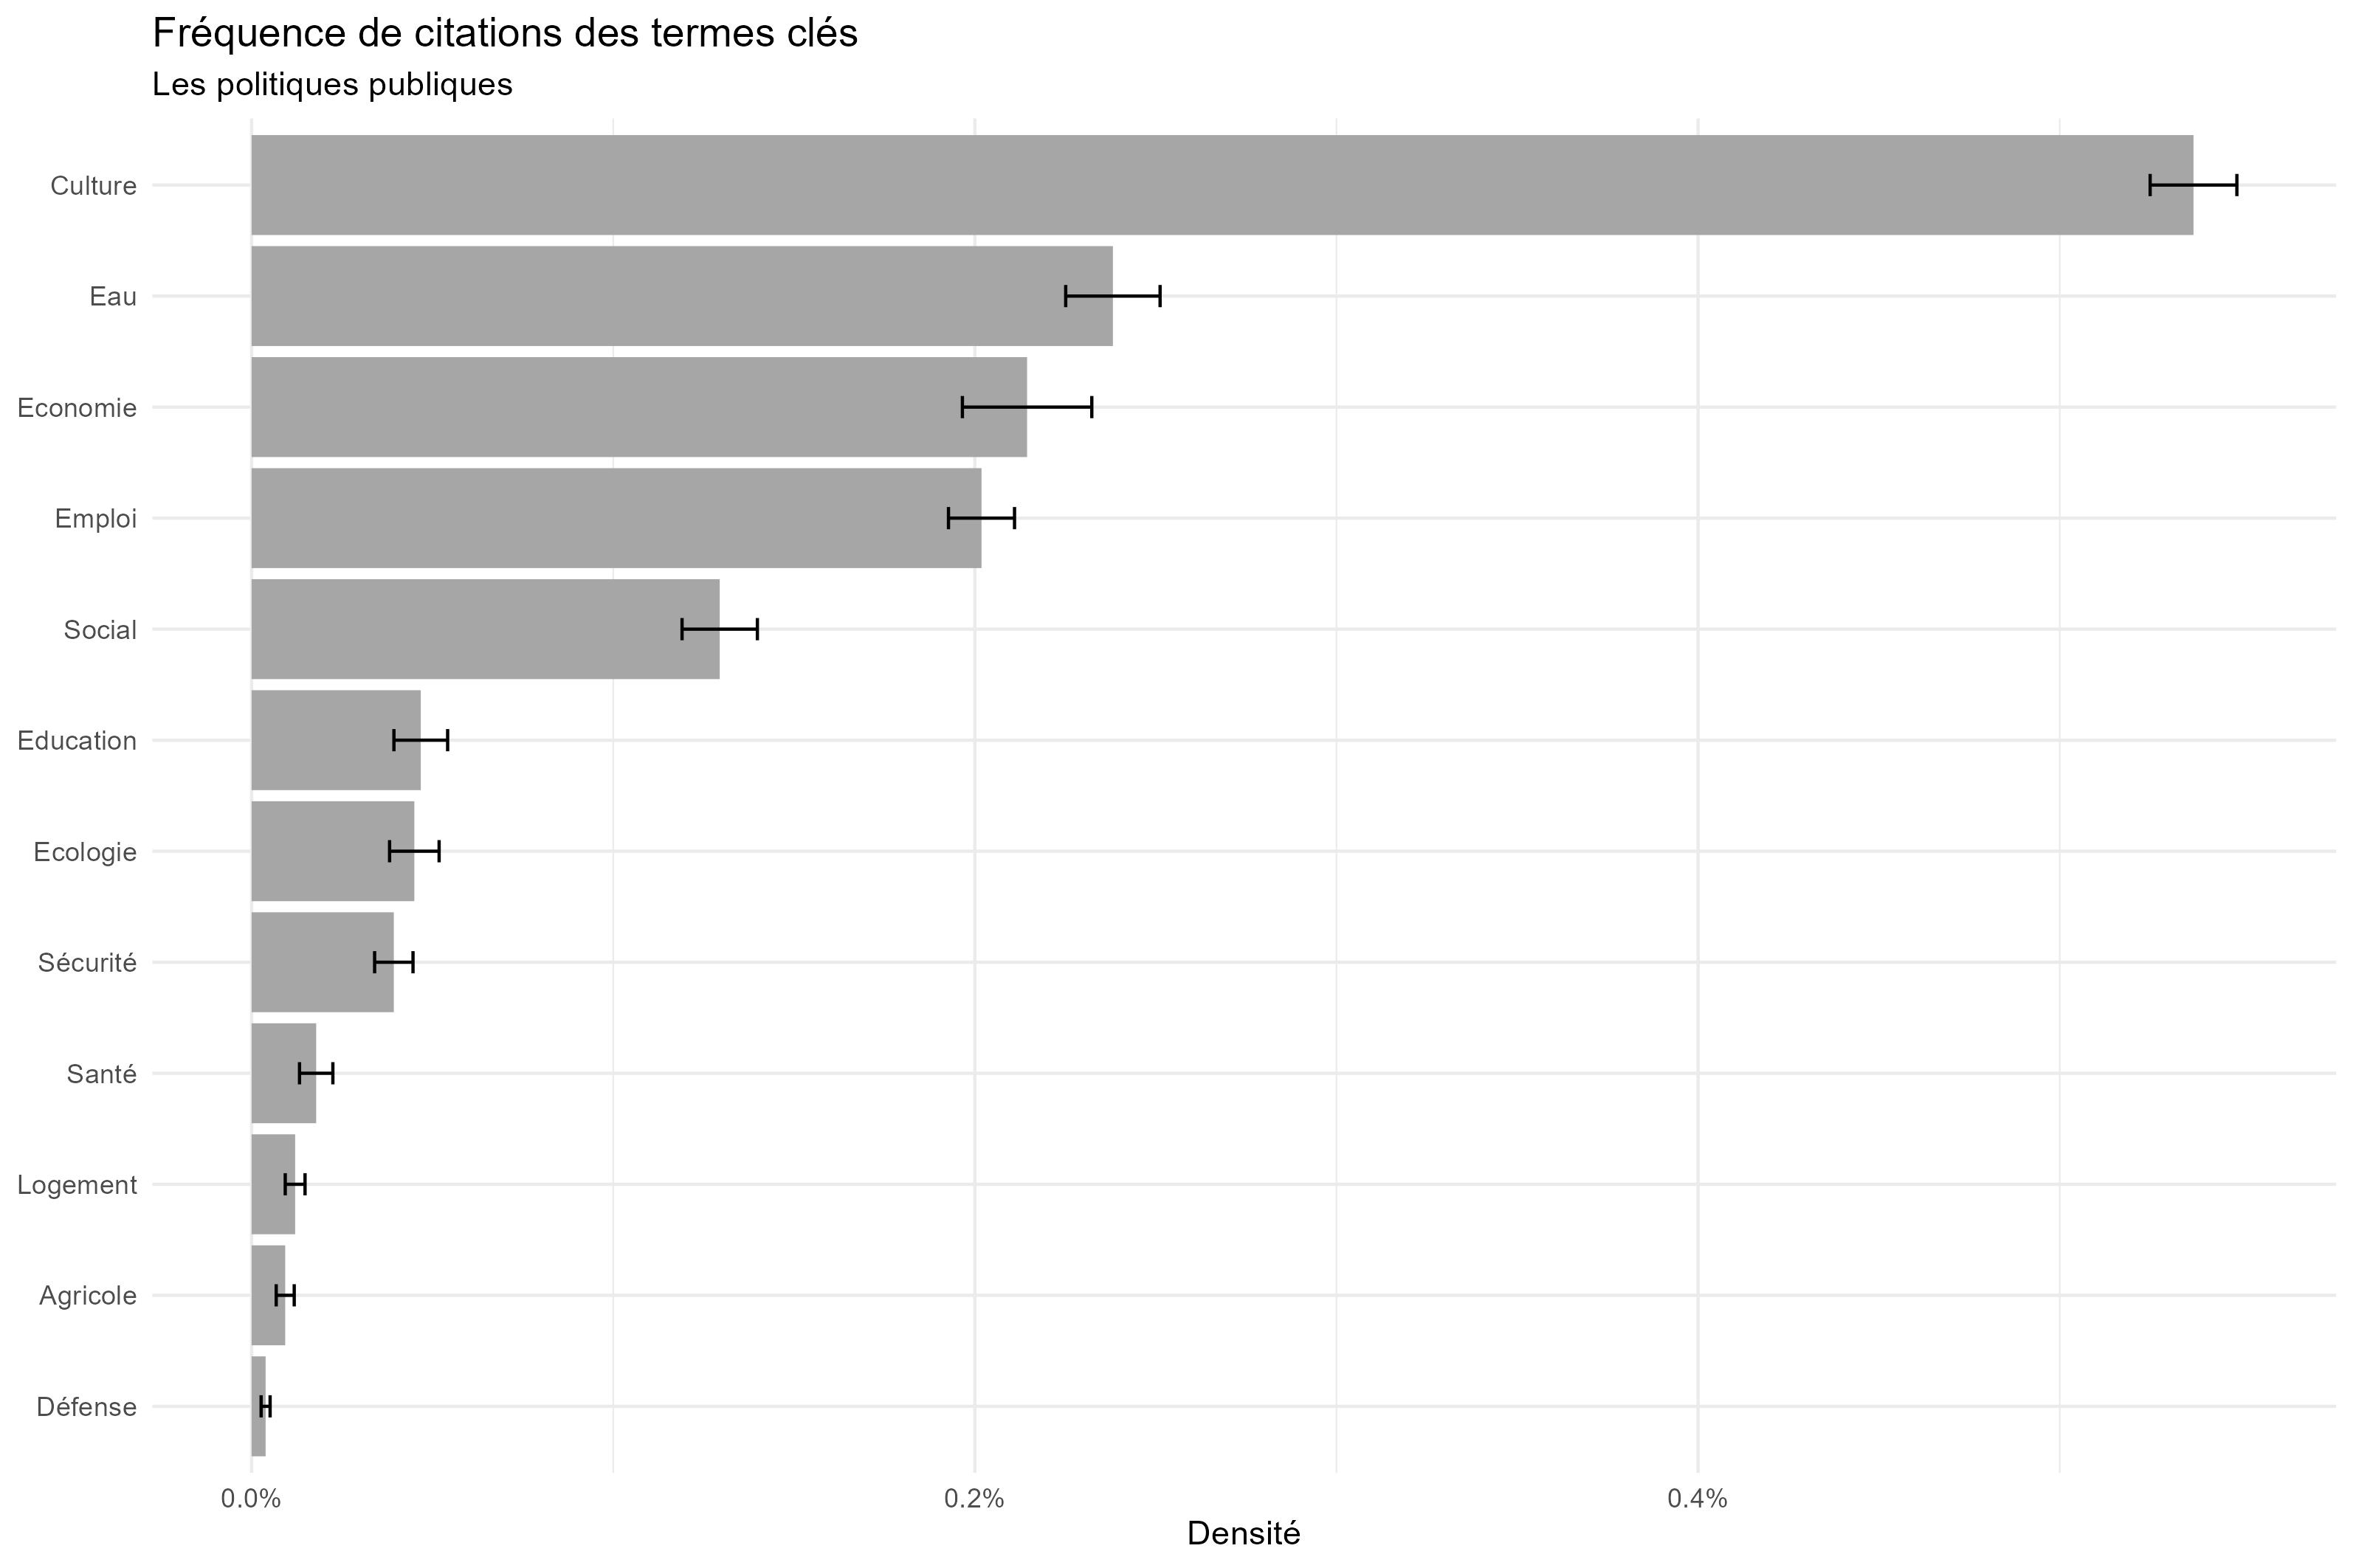 Fréquence de citations des termes clés
Les politiques publiques
Culture
Eau
Economie
Emploi
Social
Education
Ecologie
Sécurité
Santé
Logement
Agricole
Défense
0.0% 0.2% 0.4%
Densité